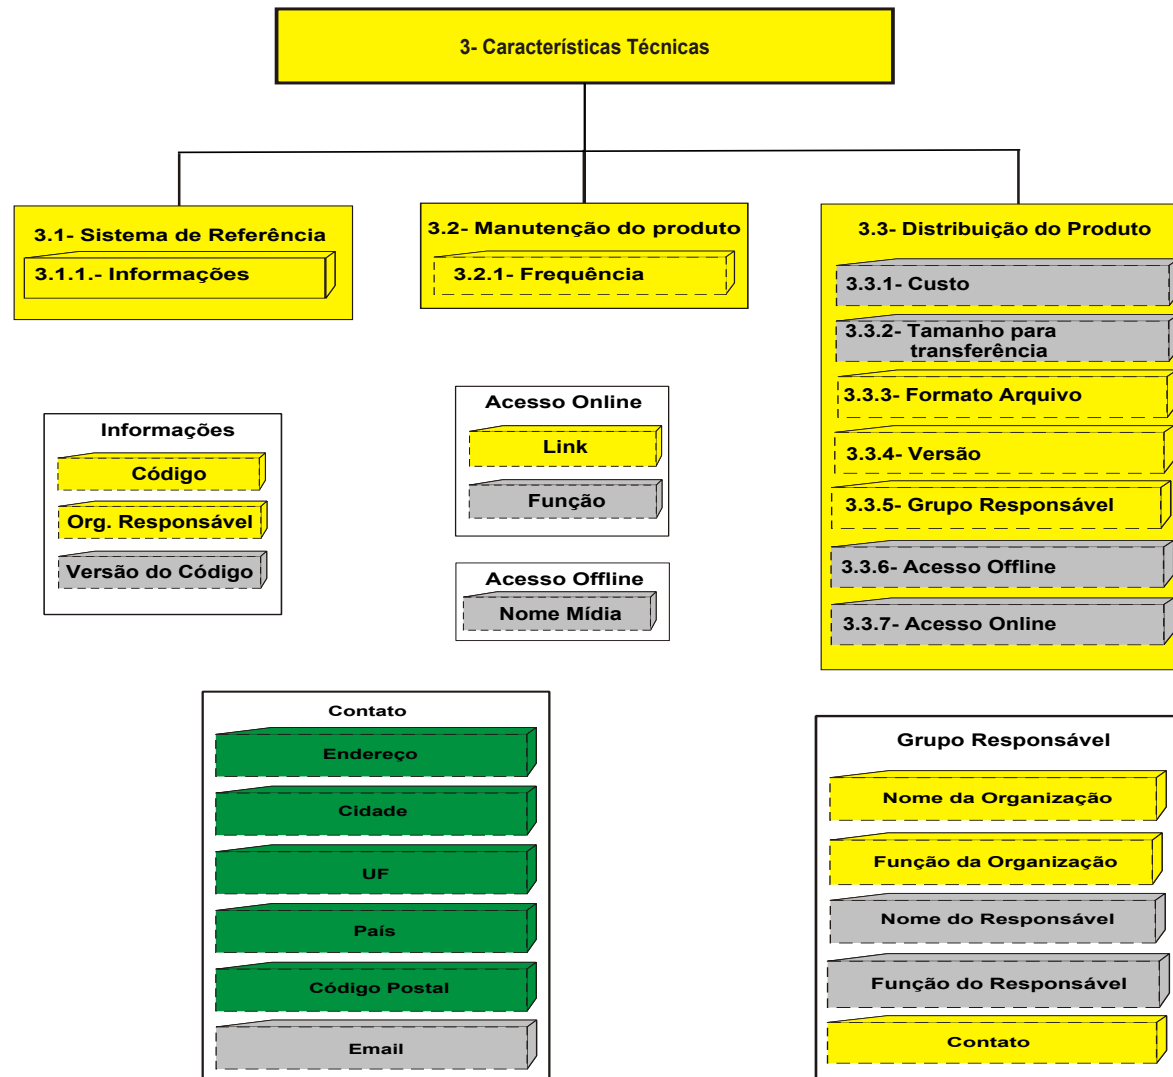 3- Características Técnicas
3.1- Sistema de Referência
3.1.1.- Informações
3.2- Manutenção do produto
3.2.1- Frequência
3.3- Distribuição do Produto
3.3.1- Custo
3.3.2- Tamanho para
transferência
3.3.3- Formato Arquivo
3.3.4- Versão
3.3.5- Grupo Responsável
3.3.6- Acesso Offline
3.3.7- Acesso Online
Informações
Código
Org. Responsável
Versão do Código
Acesso Online
Link
Função
Acesso Offline
Nome Mídia
Contato
Endereço
Cidade
UF
País
Código Postal
Email
Grupo Responsável
Nome da Organização
Função da Organização
Nome do Responsável
Função do Responsável
Contato